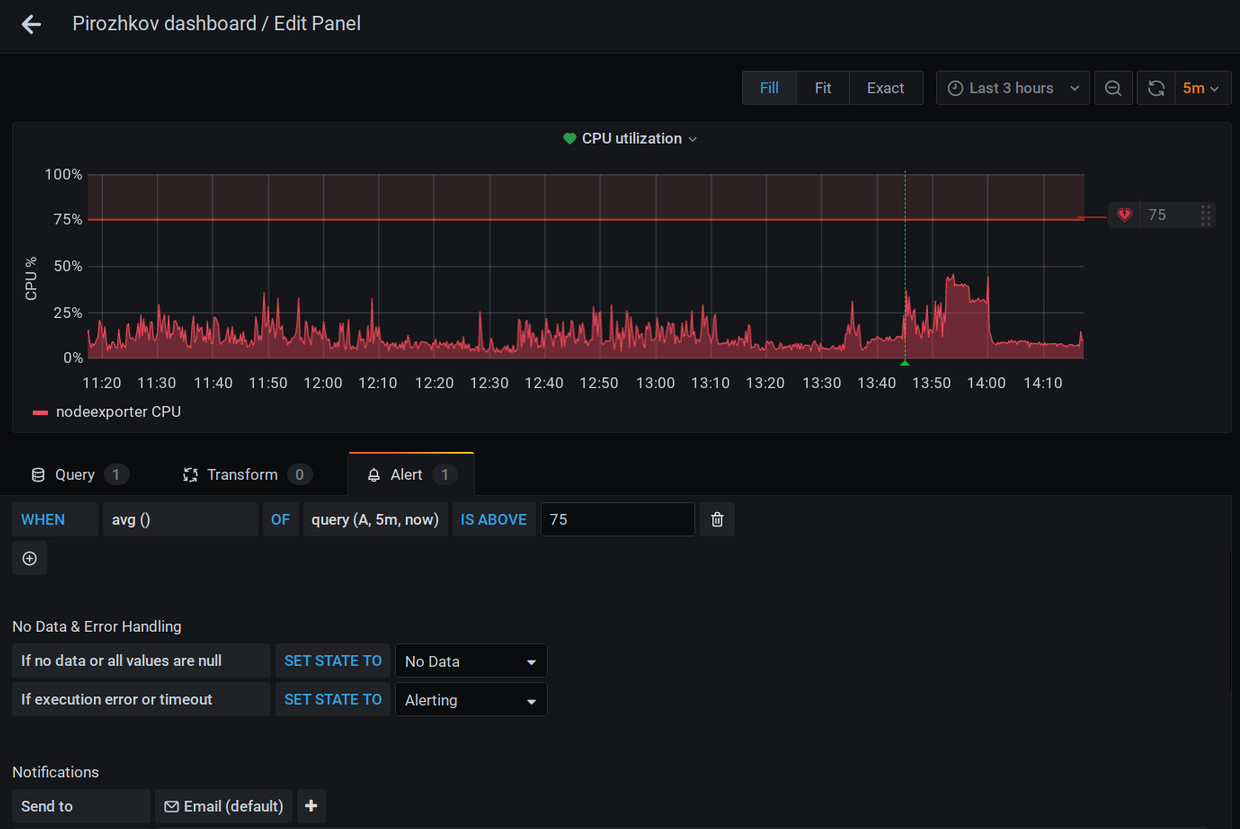 Pirozhkov dashboard / Edit Panel
Fill Fit Exact Last 3 hours 5m
CPU utilization
100%
75%
50%
25%
0%
CPU %
75
11:20 11:30 11:40 11:50 12:00 12:10 12:20 12:30 12:40 12:50 13:00 13:10 13:20 13:30 13:40 13:50 14:00 14:10
nodeexporter CPU
Query 1 Transform 0 Alert 1
WHEN avg () OF query (A, 5m, now) IS ABOVE 75
No Data & Error Handling
If no data or all values are null SET STATE TO No Data
If execution error or timeout SET STATE TO Alerting
Notifications
Send to Email (default)